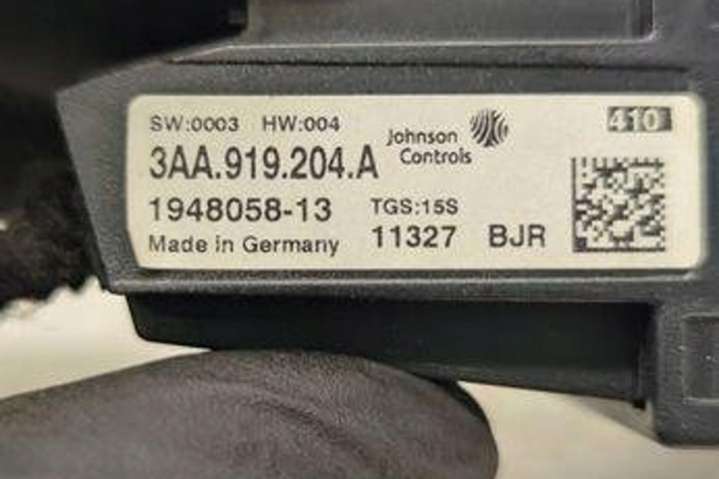 SW:0003 HW:004
Johnson
Controls
410
3AA.919.204.A
1948058-13
TGS:15S
Made in Germany
11327 BJR